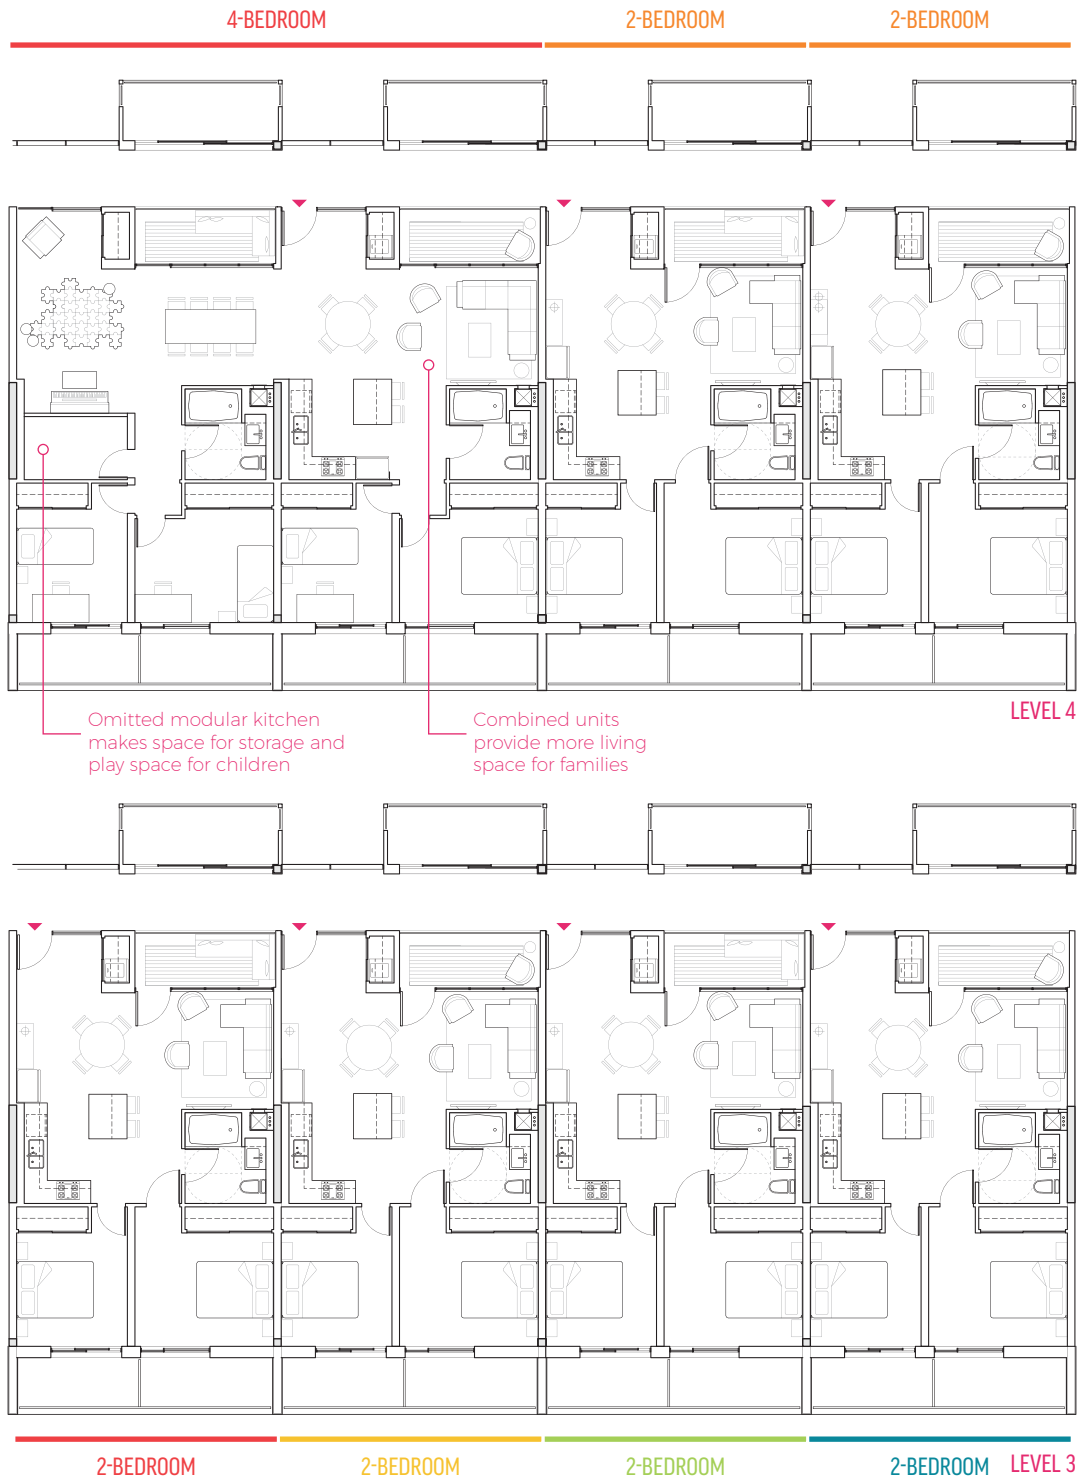 4-BEDROOM
2-BEDROOM
2-BEDROOM
LEVEL 4
Omitted modular kitchen
makes space for storage and
play space for children
Combined units
provide more living
space for families
2-BEDROOM
2-BEDROOM
2-BEDROOM
2-BEDROOM
LEVEL 3